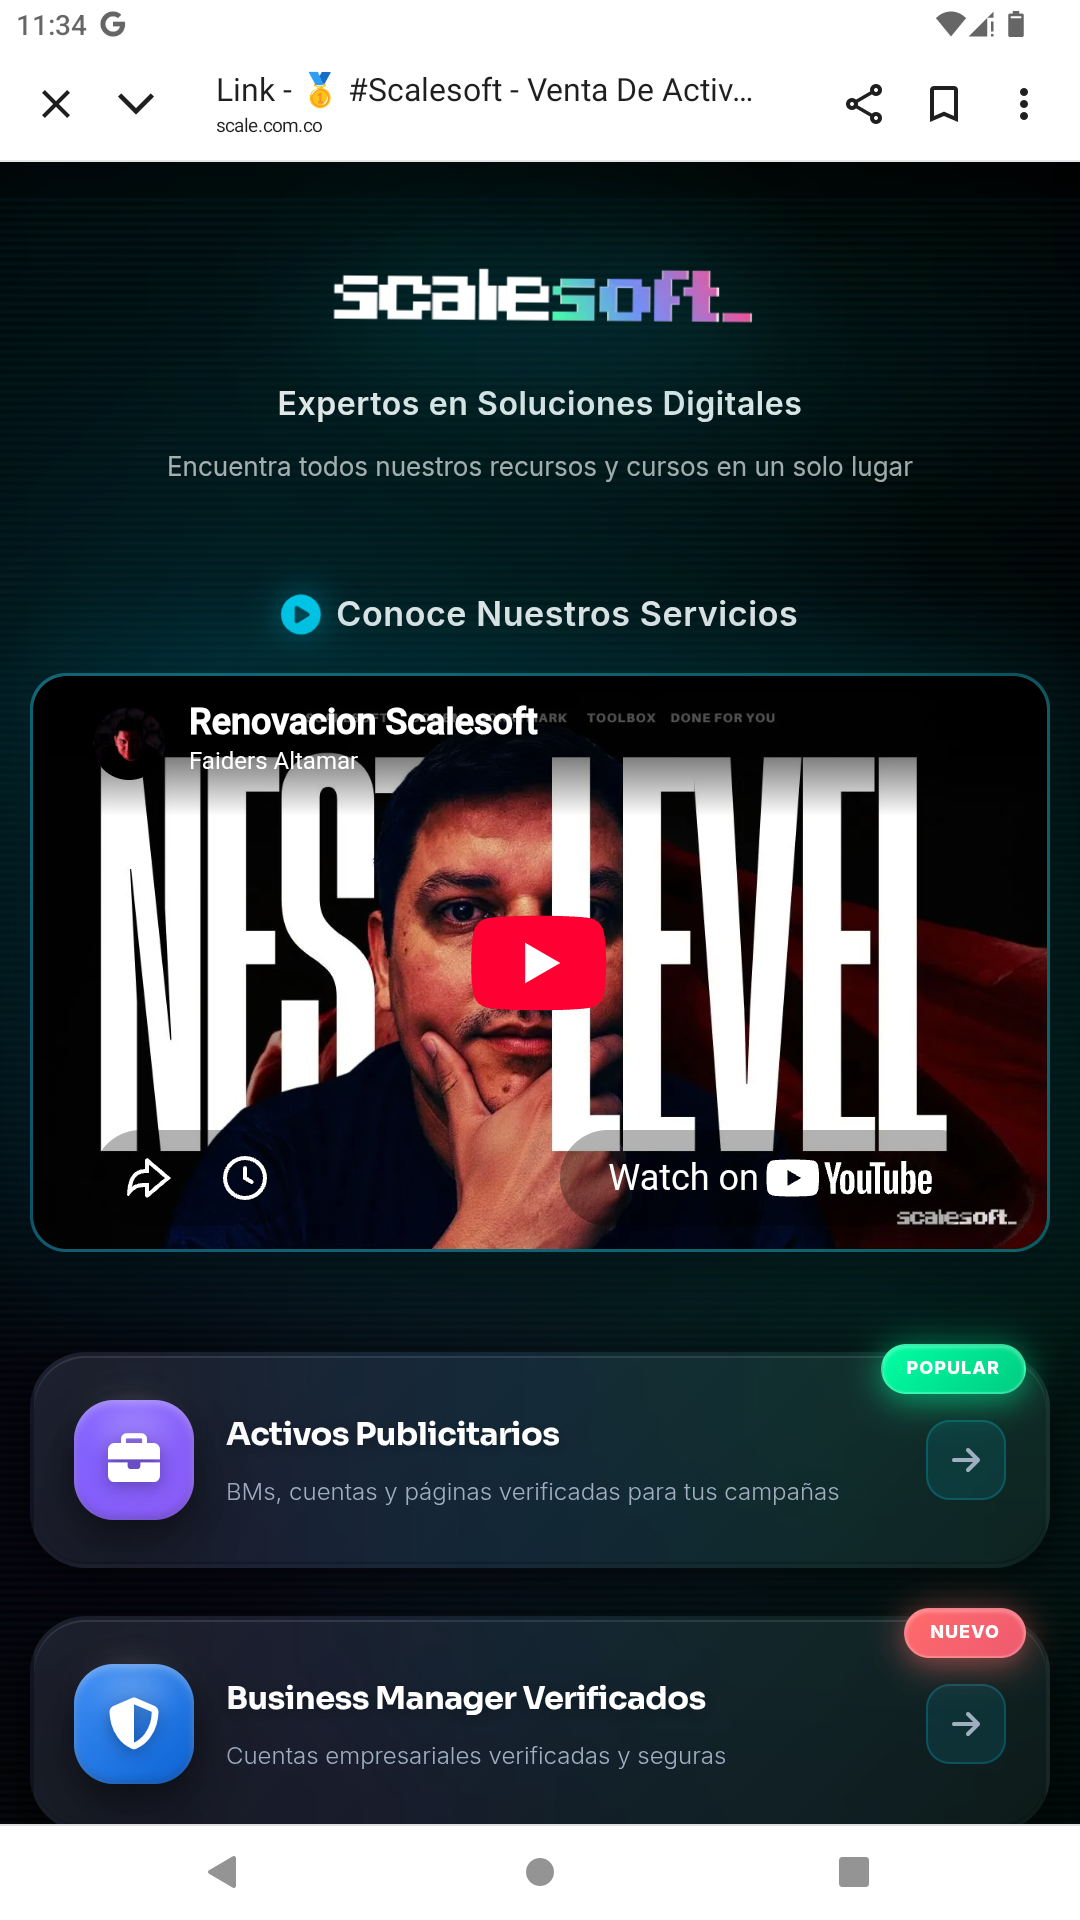 11:34
Link - 🥇 #Scalesoft - Venta De Activ...
scale.com.co
scalesoft_
Expertos en Soluciones Digitales
Encuentra todos nuestros recursos y cursos en un solo lugar
Conoce Nuestros Servicios
TOOLBOX DONE FOR YOU
Renovacion Scalesoft
Faiders Altamar
LEVEL
Watch on YouTube
scalesoft_
POPULAR
Activos Publicitarios
BMs, cuentas y páginas verificadas para tus campañas
NUEVO
Business Manager Verificados
Cuentas empresariales verificadas y seguras